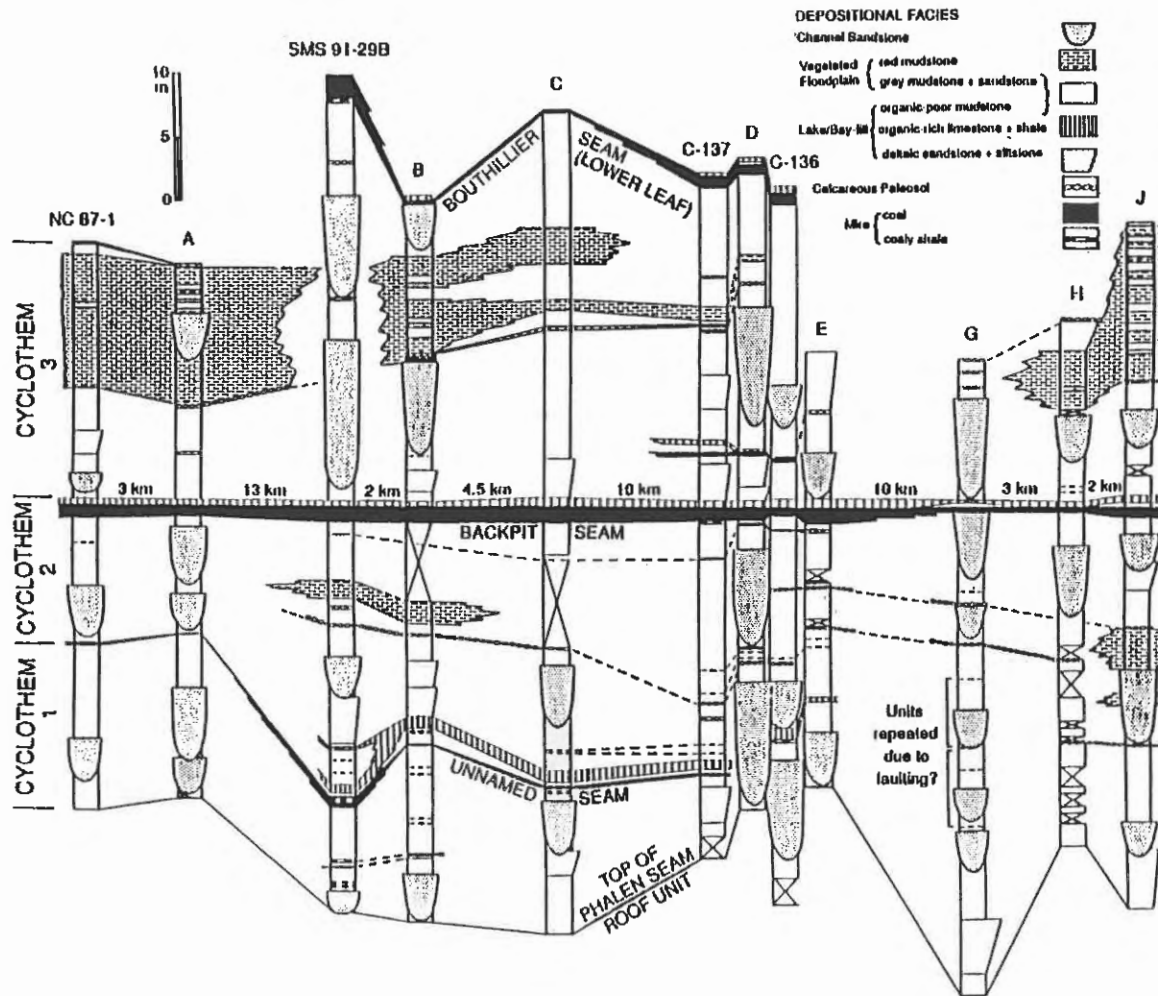 DEPOSITIONAL FACIES
Channel Sandstone
Vegetated Floodplain
red mudstone
grey mudstone + sandstone
organic-poor mudstone
Lake/Bay-fill
organic-rich limestone + shale
deltaic sandstone + siltstone
Calcareous Paleosol
coal
coaly shale
SMS 91-29B
10
m
5
0
C
B
BOUTHILLIER
SEAM
(LOWER LEAF)
C-137
D
C-136
J
NC 87-1
A
H
E
G
CYCLOTHEM
3
3 km
13 km
2 km
4.5 km
10 km
10 km
3 km
2 km
BACKPIT
SEAM
CYCLOTHEM
2
CYCLOTHEM
1
UNNAMED
SEAM
Units
repeated
due to
faulting?
TOP OF
PHALEN SEAM
ROOF UNIT